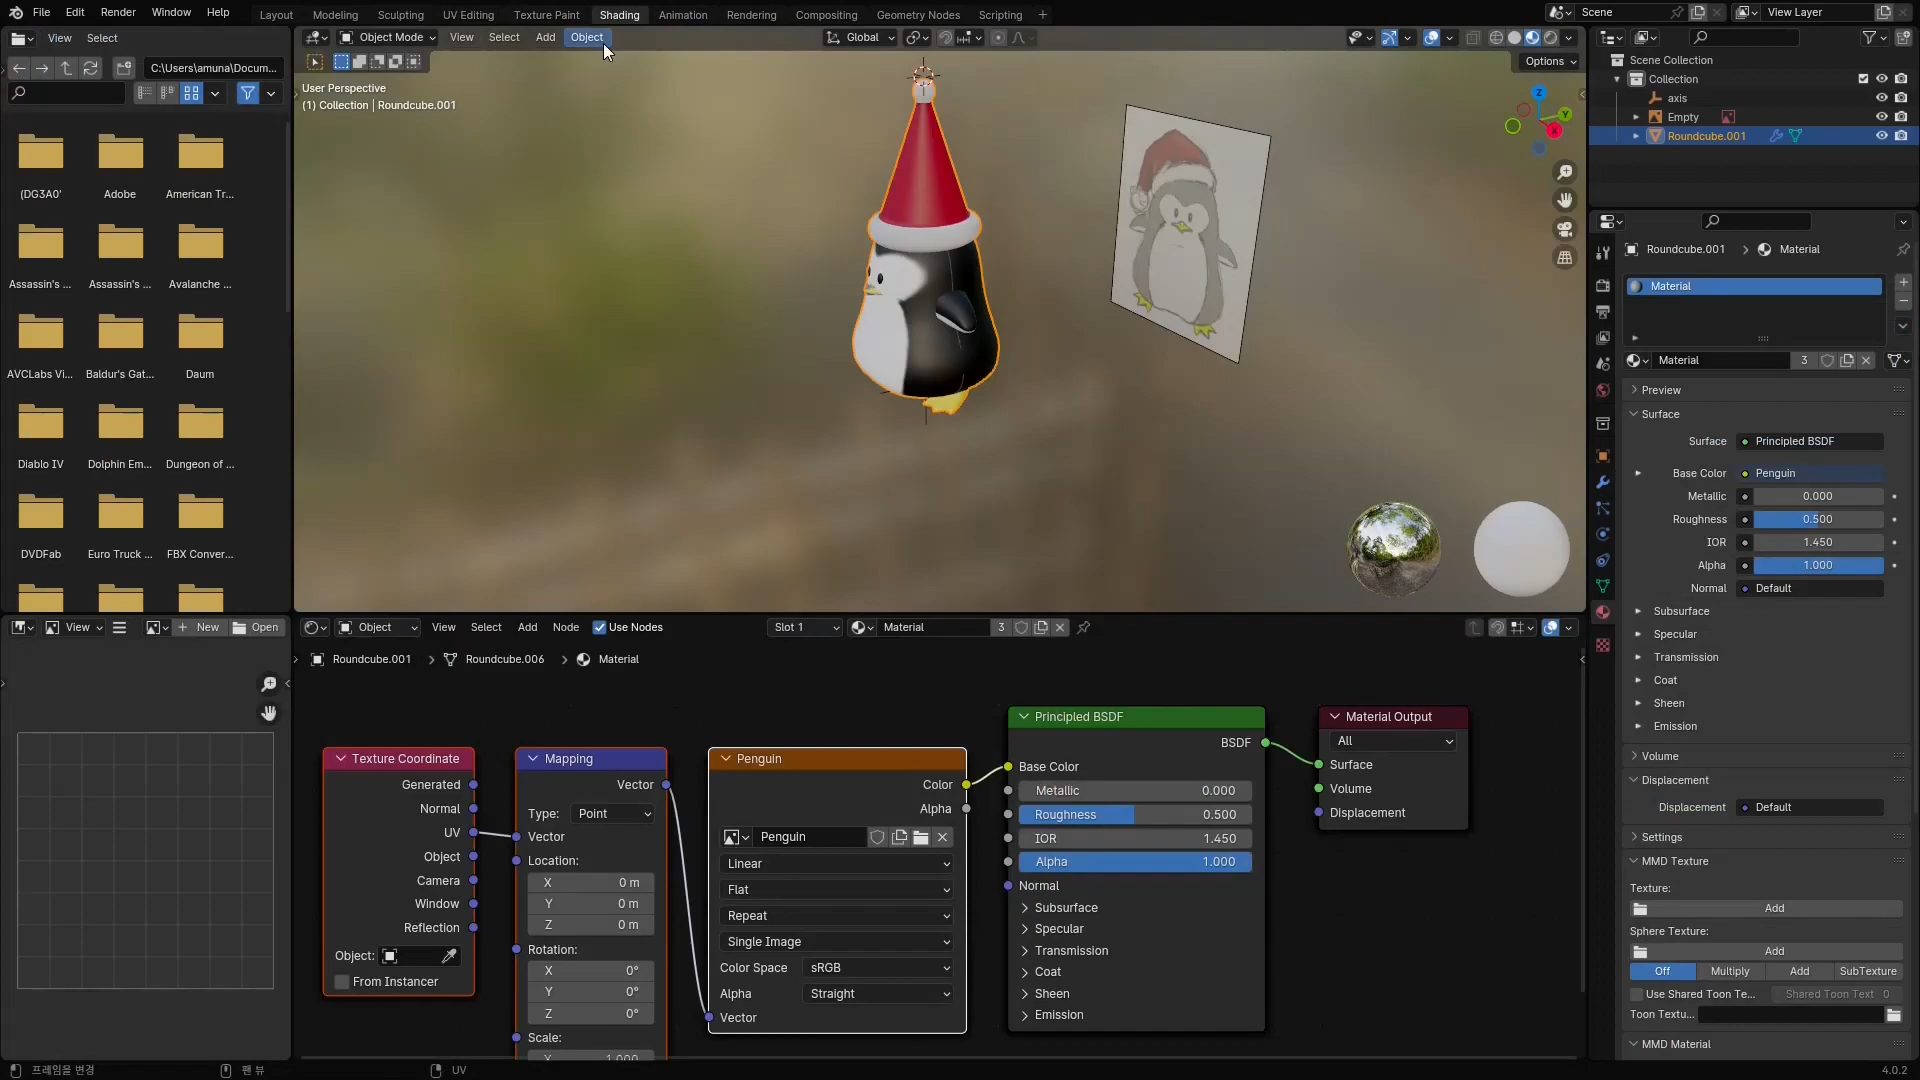 File Edit Render Window Help Layout Modeling Sculpting UV Editing Texture Paint Shading Animation Rendering Compositing Geometry Nodes Scripting Scene View Layer
View Select
Object Mode View Select Add Object Global
C:\Users\amuna\Docum...
Options
User Perspective
(1) Collection | Roundcube.001
(DG3A0' Adobe American Tr...
Assassin's ... Assassin's ... Avalanche ...
AVCLabs Vi... Baldur's Gat... Daum
Diablo IV Dolphin Em... Dungeon of ...
DVDFab Euro Truck ... FBX Conver...
Z
Y
X
Scene Collection
Collection
axis
Empty
Roundcube.001
Roundcube.001 Material
Material
Material 3
Preview
Surface
Surface Principled BSDF
Base Color Penguin
Metallic 0.000
Roughness 0.500
IOR 1.450
Alpha 1.000
Normal Default
Subsurface
Specular
Transmission
Coat
Sheen
Emission
Volume
Displacement
Displacement Default
Settings
MMD Texture
Texture:
Add
Sphere Texture:
Add
Off Multiply Add SubTexture
Use Shared Toon Te... Shared Toon Text 0
Toon Textu...
MMD Material
View New Open
Object View Select Add Node Use Nodes Slot 1 Material 3
Roundcube.001 Roundcube.006 Material
Texture Coordinate
Generated
Normal
UV
Object
Camera
Window
Reflection
Object:
From Instancer
Mapping
Vector
Type: Point
Vector
Location:
X 0 m
Y 0 m
Z 0 m
Rotation:
X 0°
Y 0°
Z 0°
Scale:
X 1.000
Penguin
Color
Alpha
Penguin
Linear
Flat
Repeat
Single Image
Color Space sRGB
Alpha Straight
Vector
Principled BSDF
BSDF
Base Color
Metallic 0.000
Roughness 0.500
IOR 1.450
Alpha 1.000
Normal
Subsurface
Specular
Transmission
Coat
Sheen
Emission
Material Output
All
Surface
Volume
Displacement
프레임을 변경 팬 뷰 UV 4.0.2